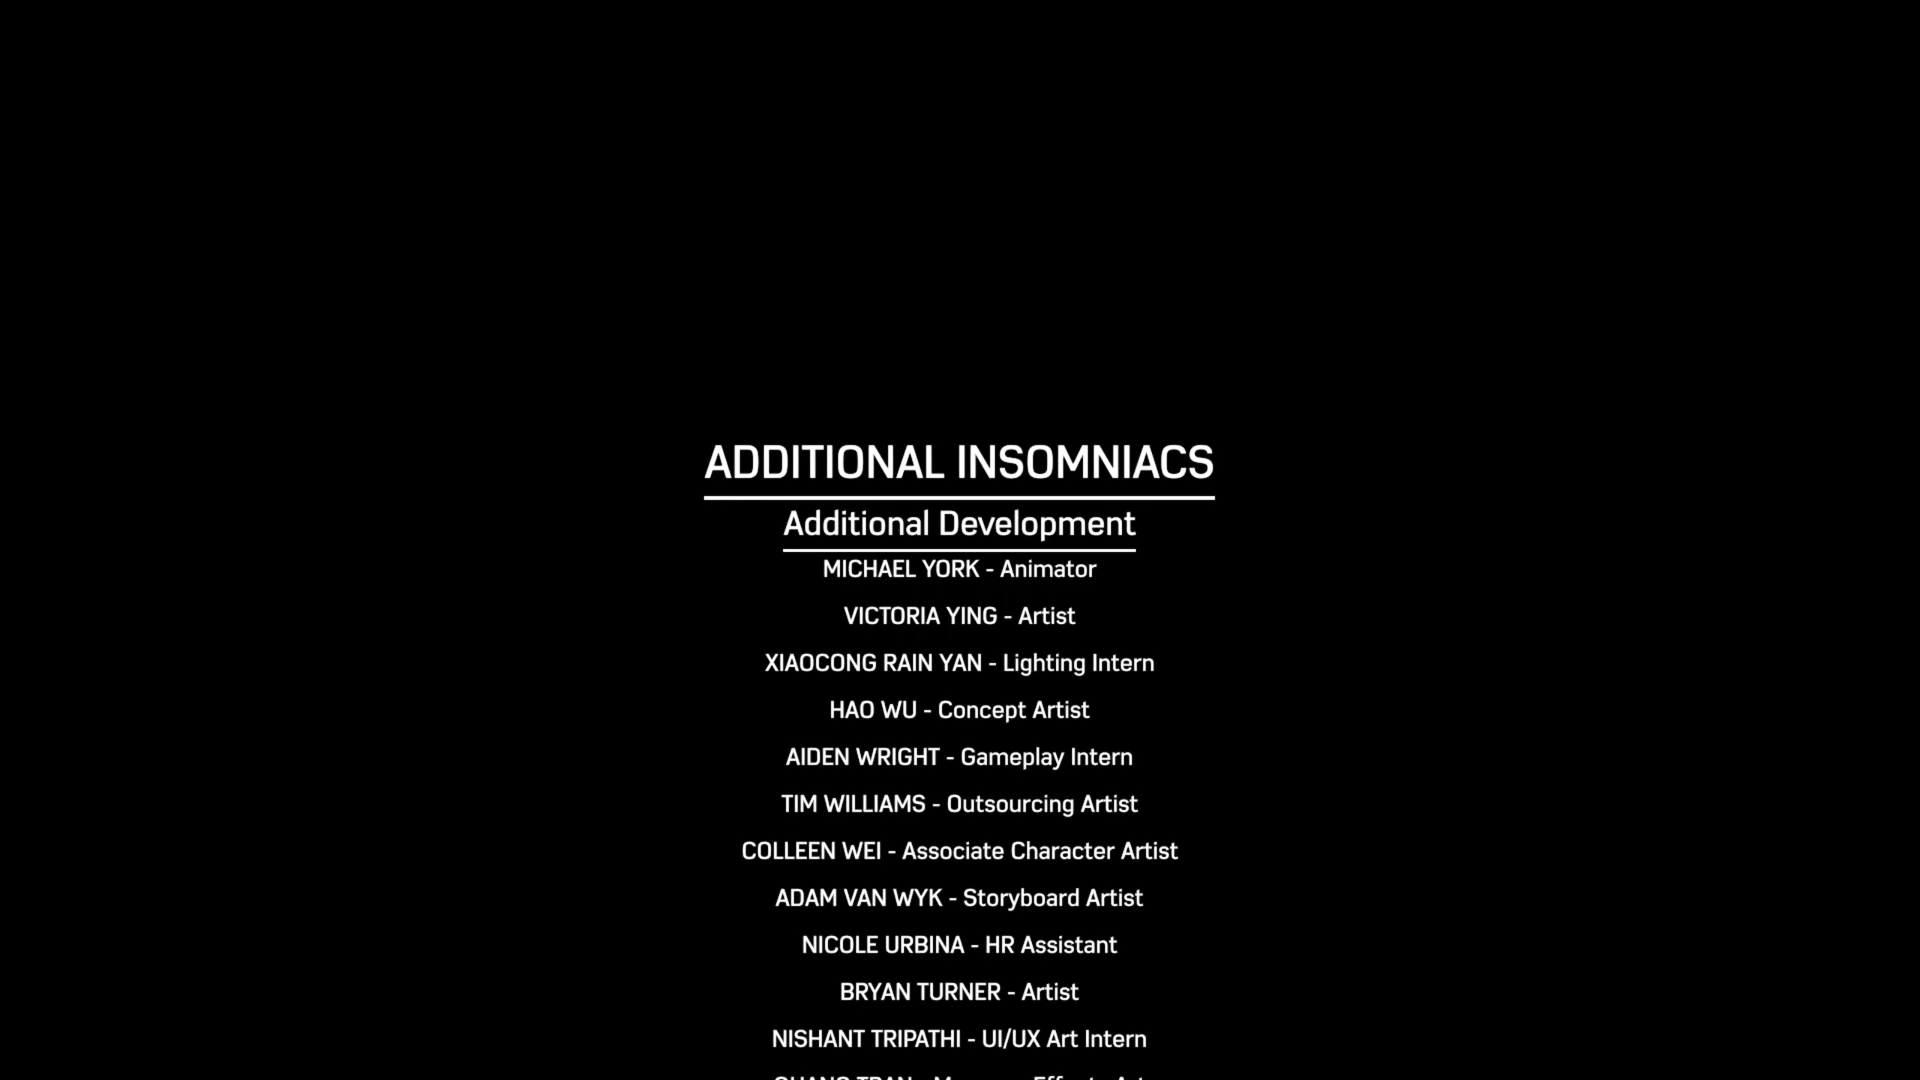 ADDITIONAL INSOMNIACS
Additional Development
MICHAEL YORK - Animator
VICTORIA YING - Artist
XIAOCONG RAIN YAN - Lighting Intern
HAO WU - Concept Artist
AIDEN WRIGHT - Gameplay Intern
TIM WILLIAMS - Outsourcing Artist
COLLEEN WEI - Associate Character Artist
ADAM VAN WYK - Storyboard Artist
NICOLE URBINA - HR Assistant
BRYAN TURNER - Artist
NISHANT TRIPATHI - UI/UX Art Intern